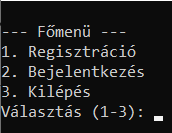 --- Főmenü ---
1. Regisztráció
2. Bejelentkezés
3. Kilépés
Választás (1-3):